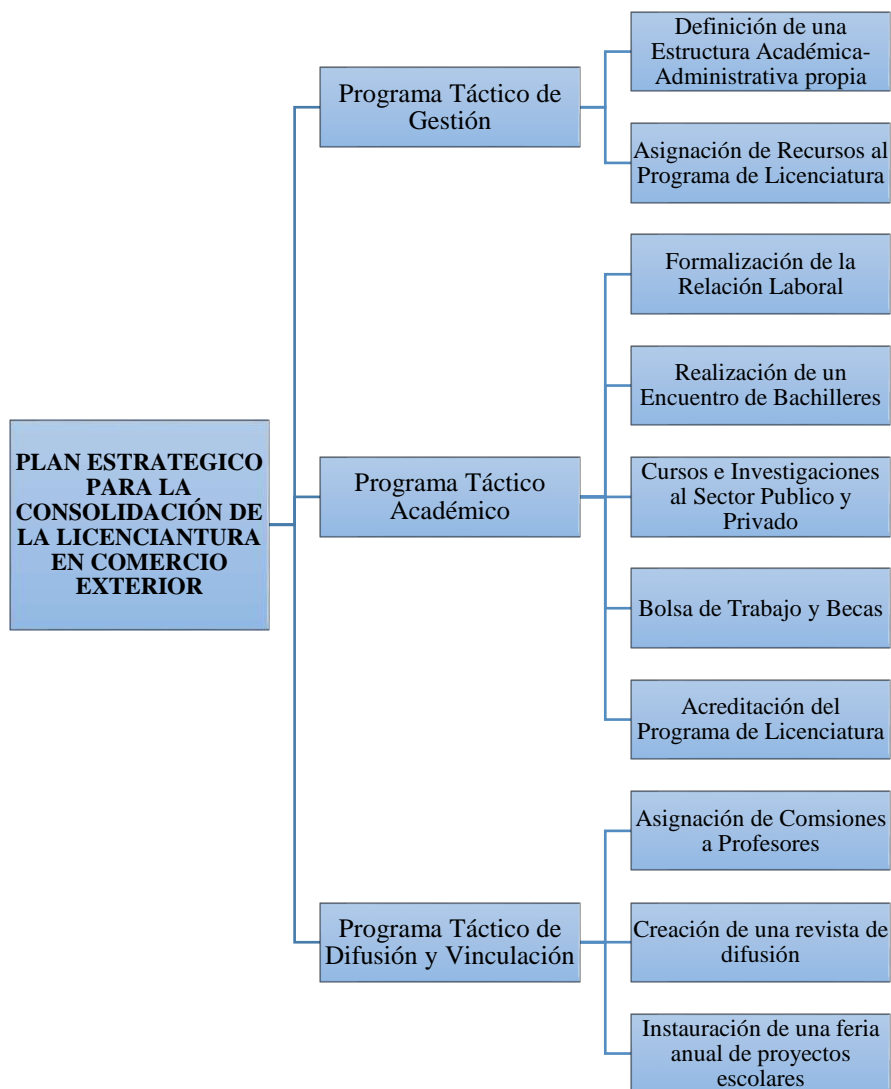 PLAN ESTRATEGICO
PARA LA
CONSOLIDACIÓN DE
LA LICENCIANTURA
EN COMERCIO
EXTERIOR
Programa Táctico de
Gestión
Definición de una
Estructura Académica-
Administrativa propia
Asignación de Recursos al
Programa de Licenciatura
Programa Táctico
Académico
Formalización de la
Relación Laboral
Realización de un
Encuentro de Bachilleres
Cursos e Investigaciones
al Sector Publico y
Privado
Bolsa de Trabajo y Becas
Acreditación del
Programa de Licenciatura
Programa Táctico de
Difusión y Vinculación
Asignación de Comsiones
a Profesores
Creación de una revista de
difusión
Instauración de una feria
anual de proyectos
escolares